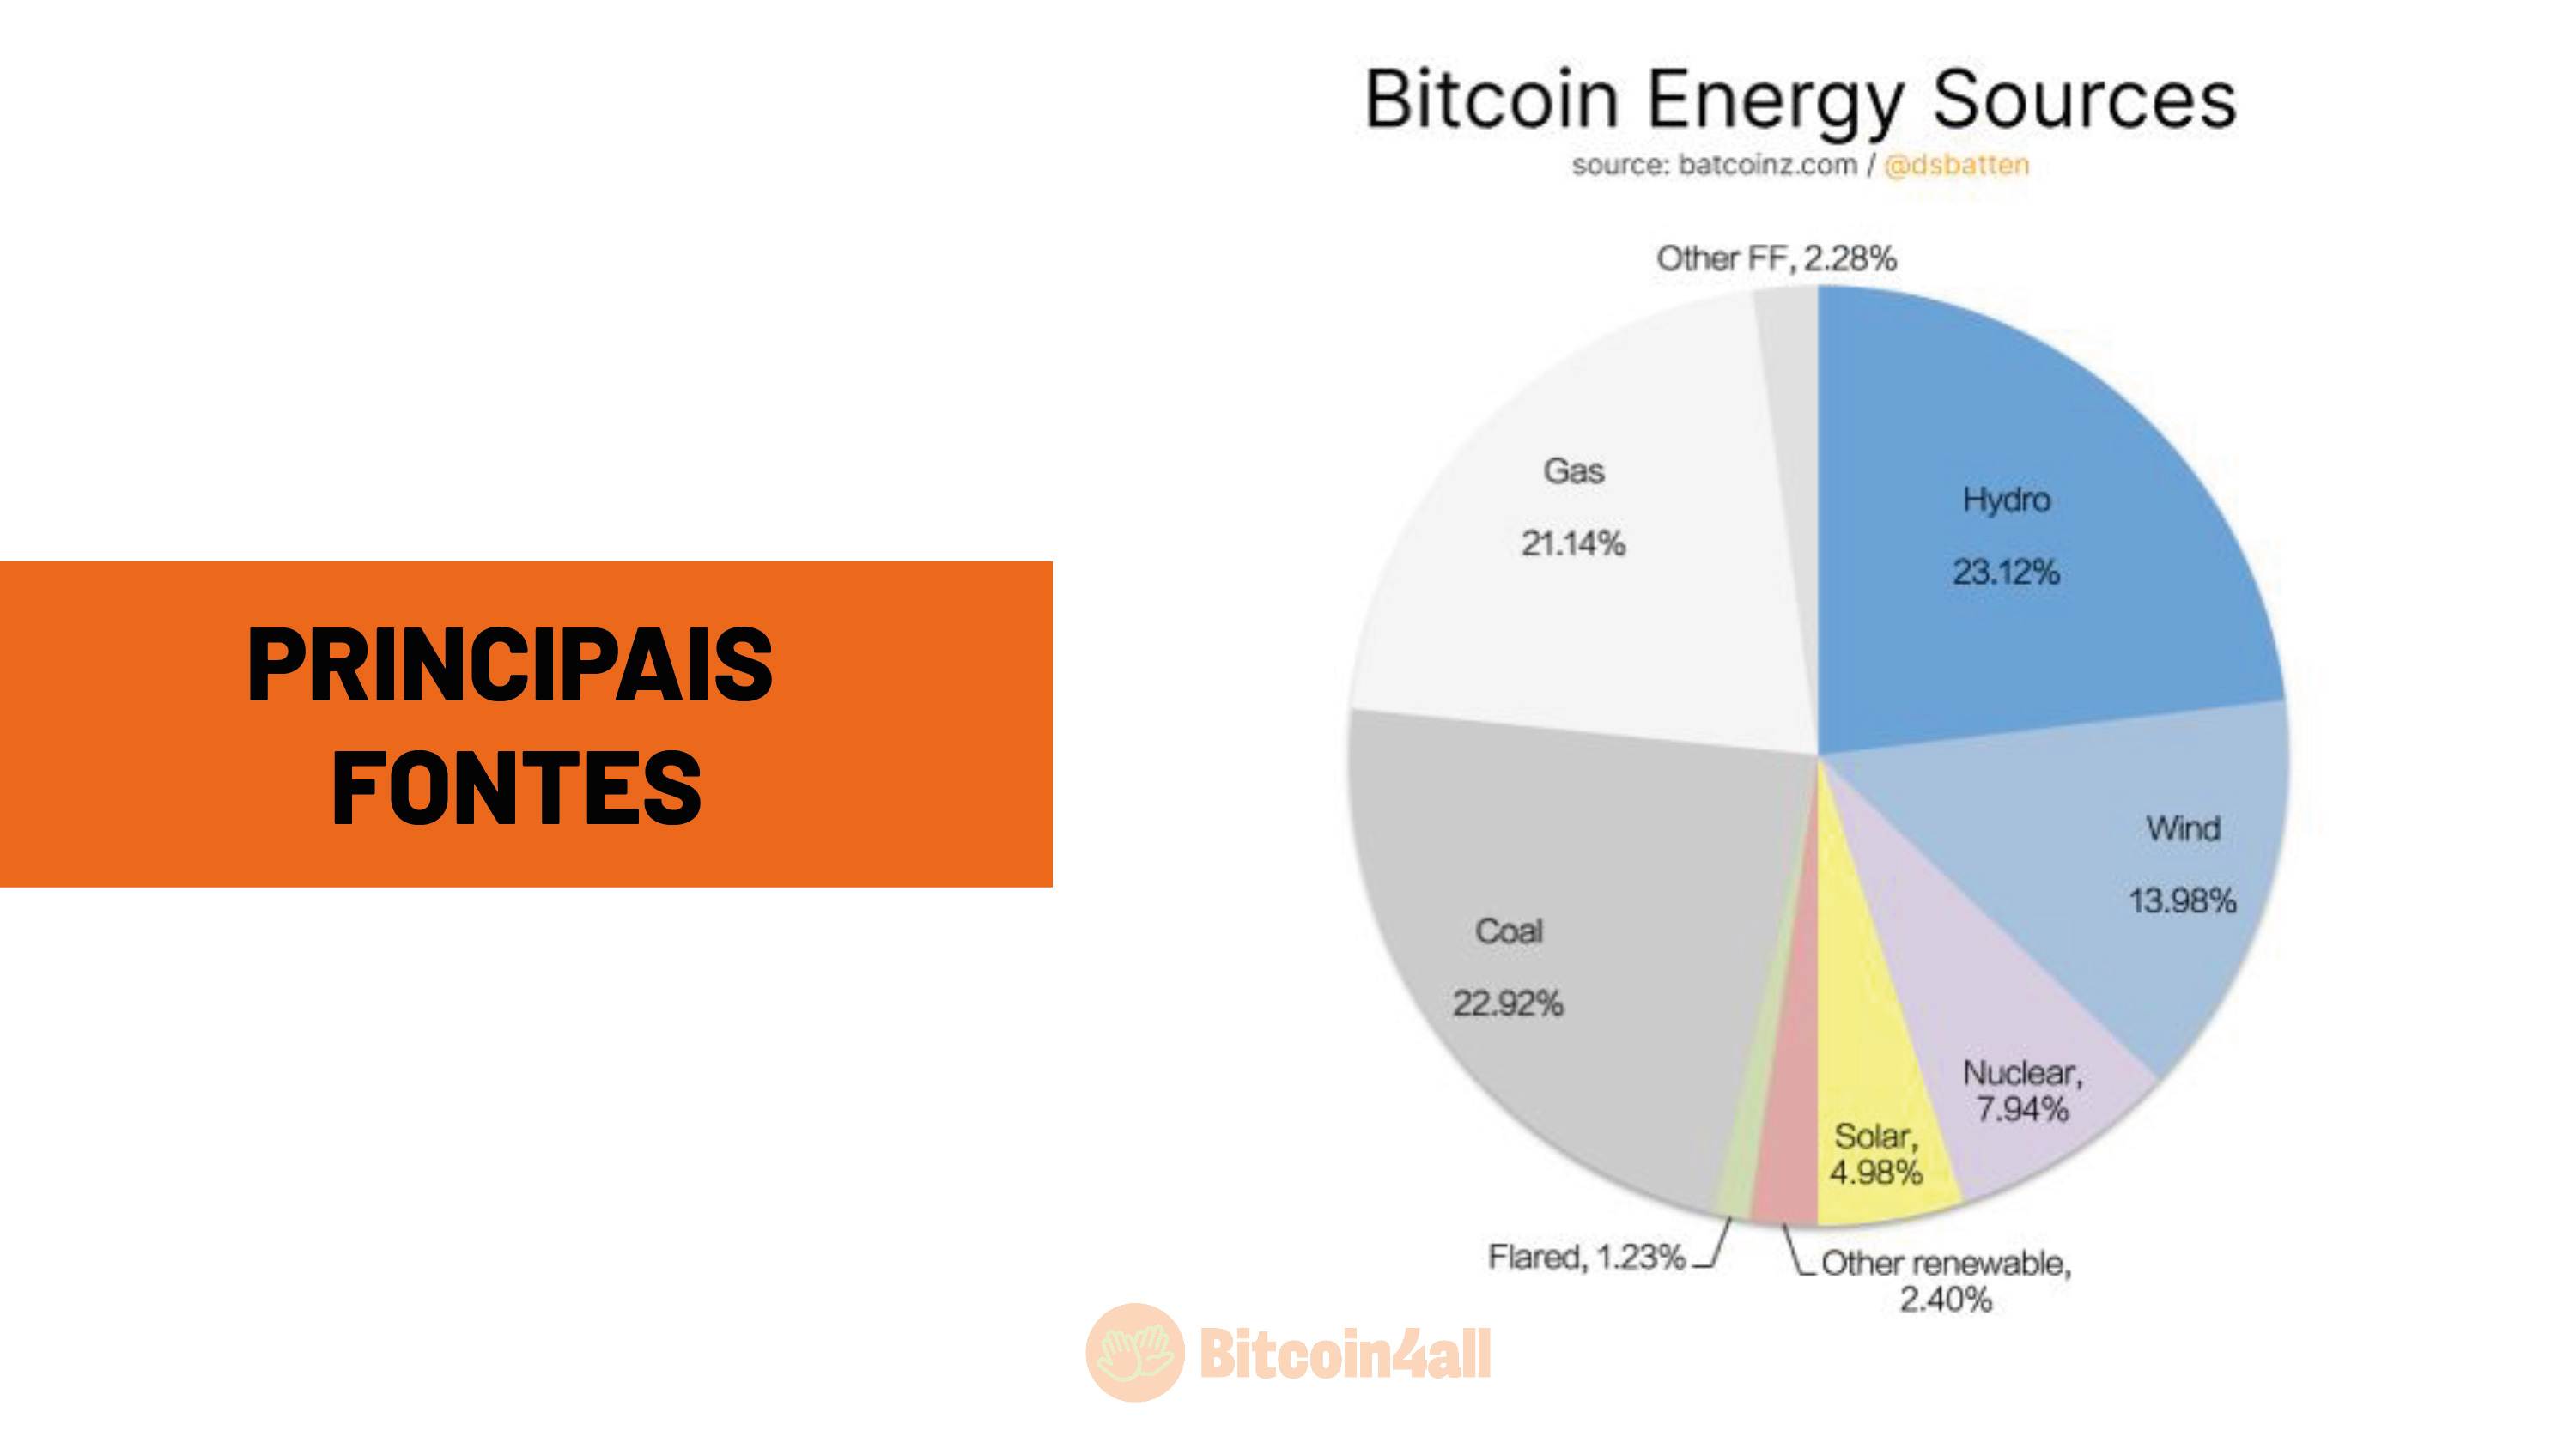 Bitcoin Energy Sources
source: batcoinz.com / @dsbatten
PRINCIPAIS
FONTES
Other FF, 2.28%
Gas
21.14%
Hydro
23.12%
Wind
13.98%
Coal
22.92%
Nuclear,
7.94%
Solar,
4.98%
Flared, 1.23%
Other renewable,
2.40%
Bitcoin4all